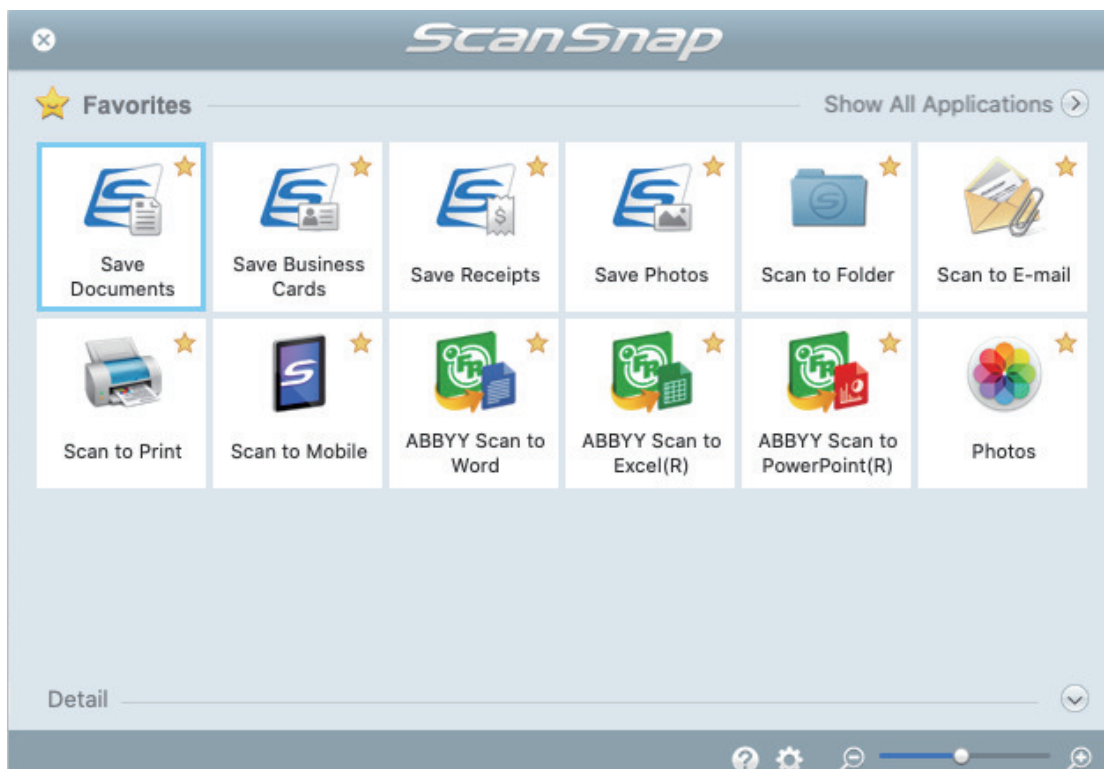 ScanSnap
Favorites
Show All Applications
Save
Documents
Save Business
Cards
Save Receipts
Save Photos
Scan to Folder
Scan to E-mail
Scan to Print
Scan to Mobile
ABBYY Scan to
Word
ABBYY Scan to
Excel(R)
ABBYY Scan to
PowerPoint(R)
Photos
Detail